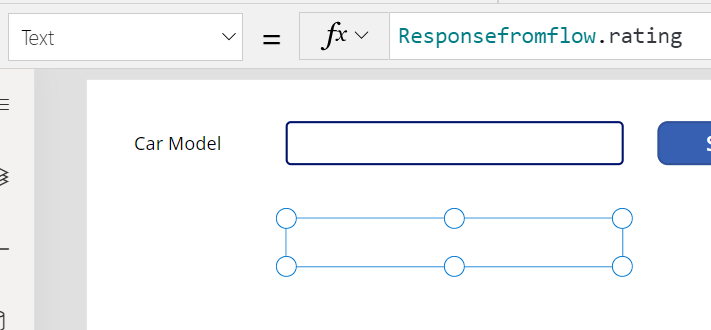 Text = fx Responsefromflow.rating
Car Model
S